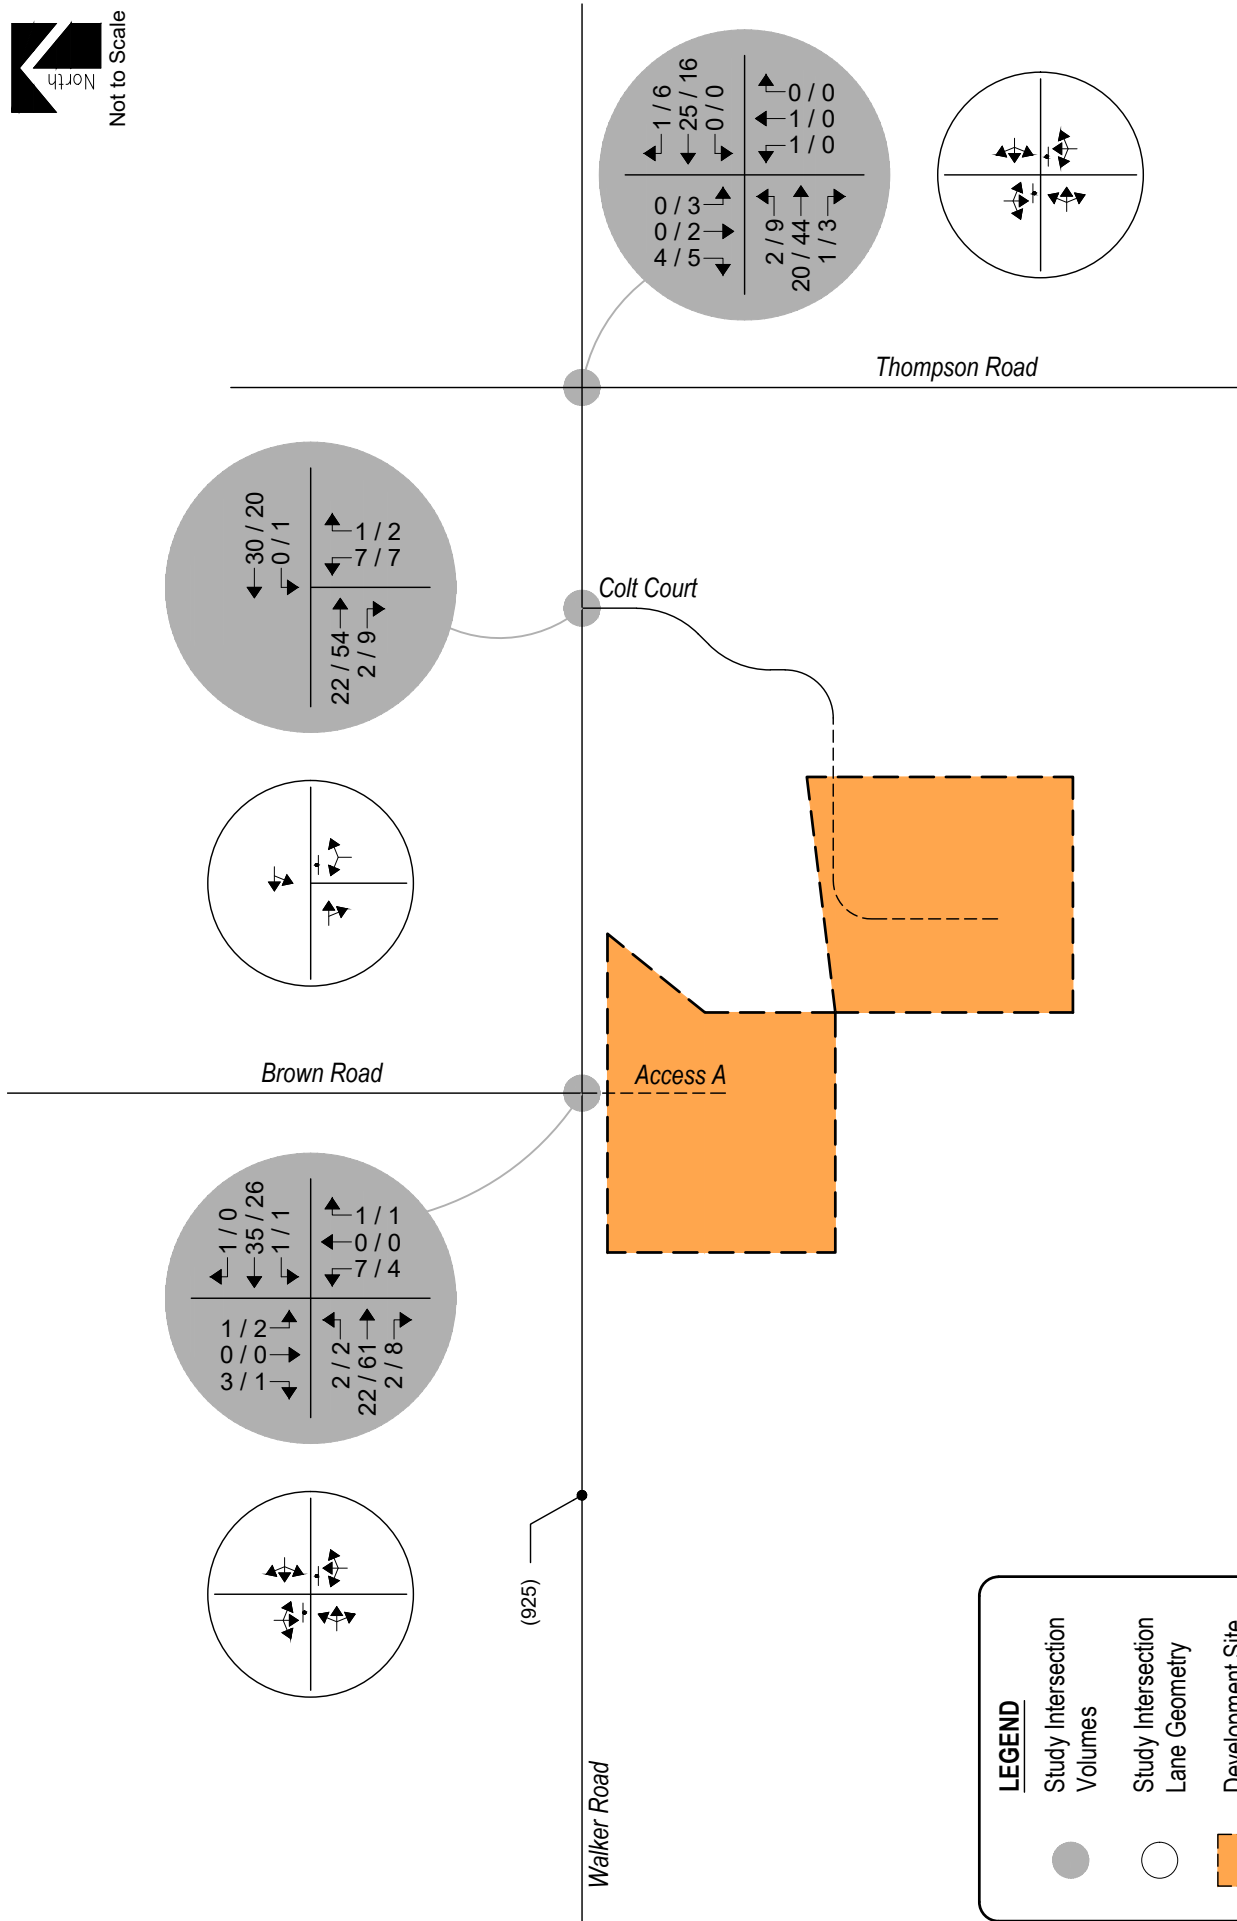 North
Not to Scale
1 / 6
25 / 16
0 / 0
0 / 0
1 / 0
1 / 0
0 / 3
0 / 2
4 / 5
2 / 9
20 / 44
1 / 3
Thompson Road
30 / 20
0 / 1
1 / 2
7 / 7
22 / 54
2 / 9
Colt Court
Brown Road
Access A
1 / 0
35 / 26
1 / 1
1 / 1
0 / 0
7 / 4
1 / 2
0 / 0
3 / 1
2 / 2
22 / 61
2 / 8
(925)
Walker Road
LEGEND
Study Intersection
Volumes
Study Intersection
Lane Geometry
Development Site